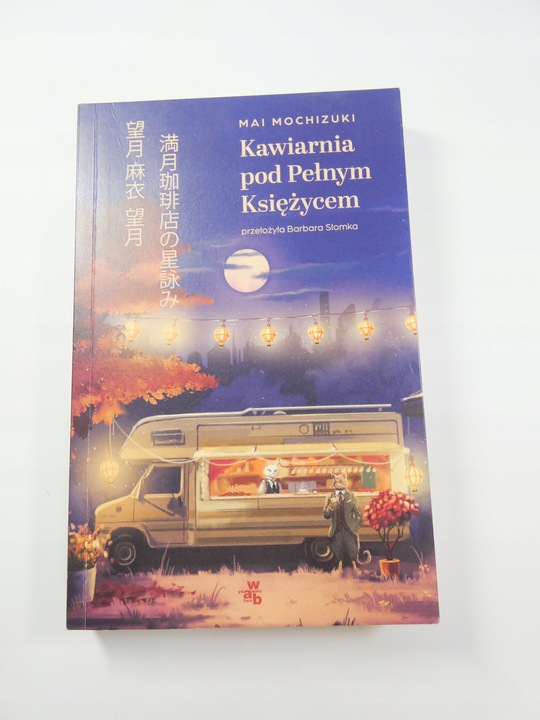 MAI MOCHIZUKI
Kawiarnia
pod Pełnym
Księżycem
przełożyła Barbara Słomka
満月珈琲店の星詠み
望月 麻衣 望月
w
ab